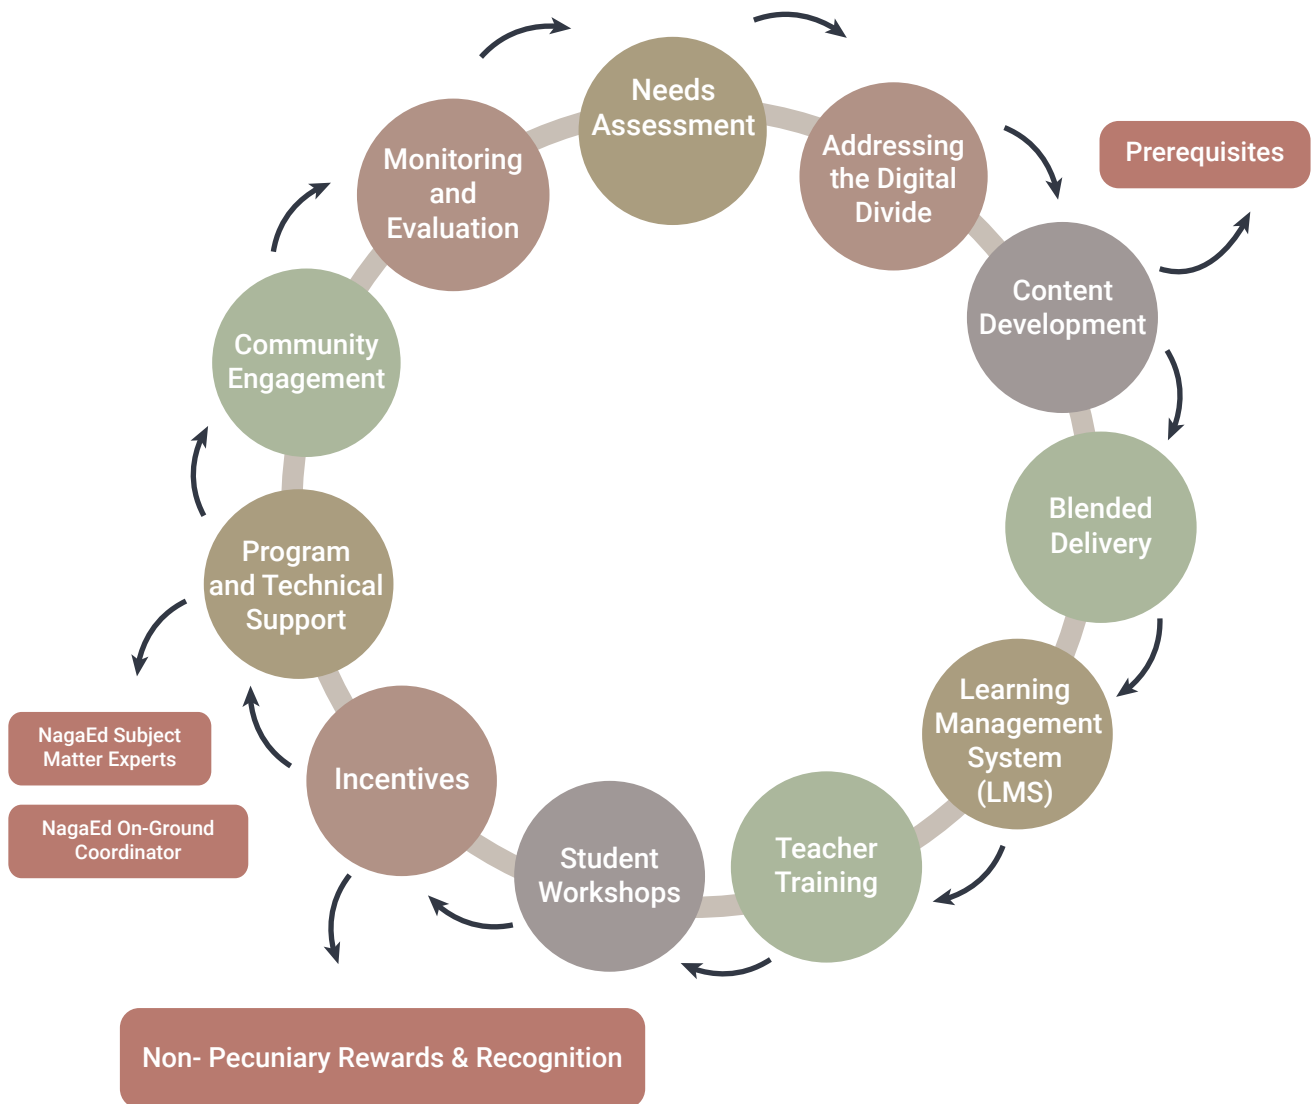 Needs
Assessment
Addressing
the Digital
Divide
Prerequisites
Content
Development
Blended
Delivery
Learning
Management
System
(LMS)
Teacher
Training
Student
Workshops
Incentives
Non- Pecuniary Rewards & Recognition
Program
and Technical
Support
NagaEd Subject
Matter Experts
NagaEd On-Ground
Coordinator
Community
Engagement
Monitoring
and
Evaluation